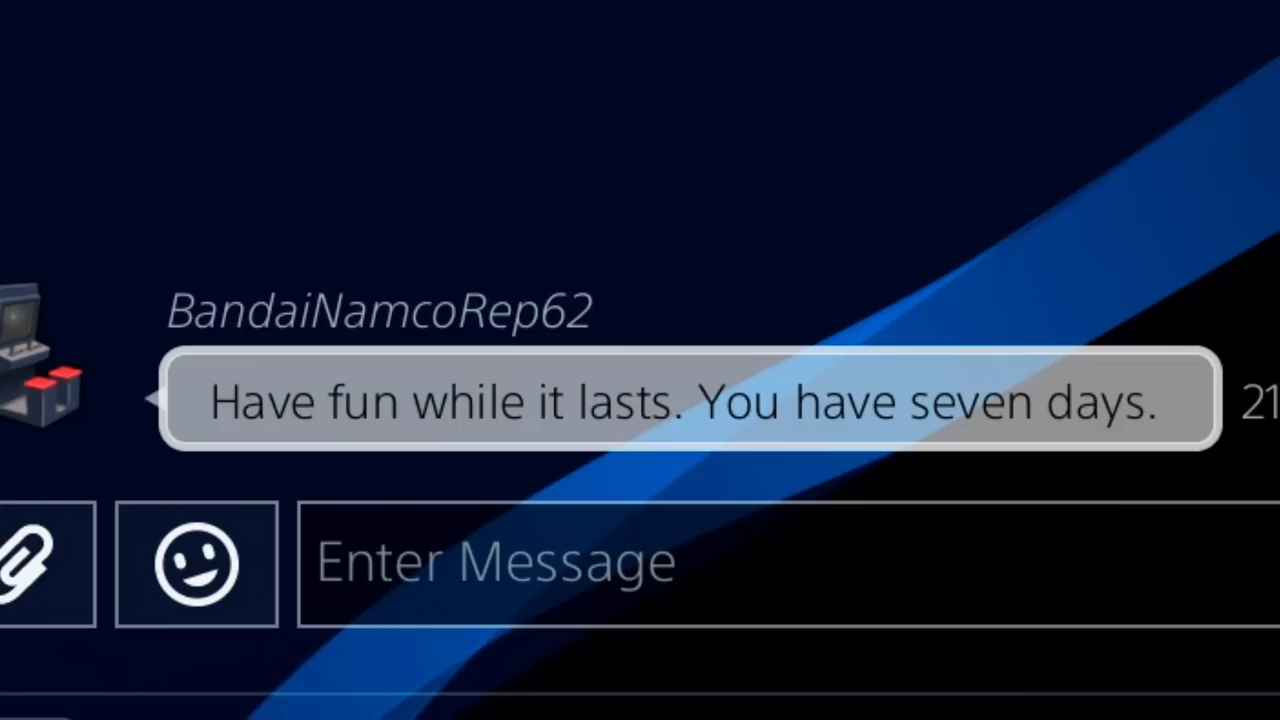 BandaiNamcoRep62
Have fun while it lasts. You have seven days.
21
Enter Message